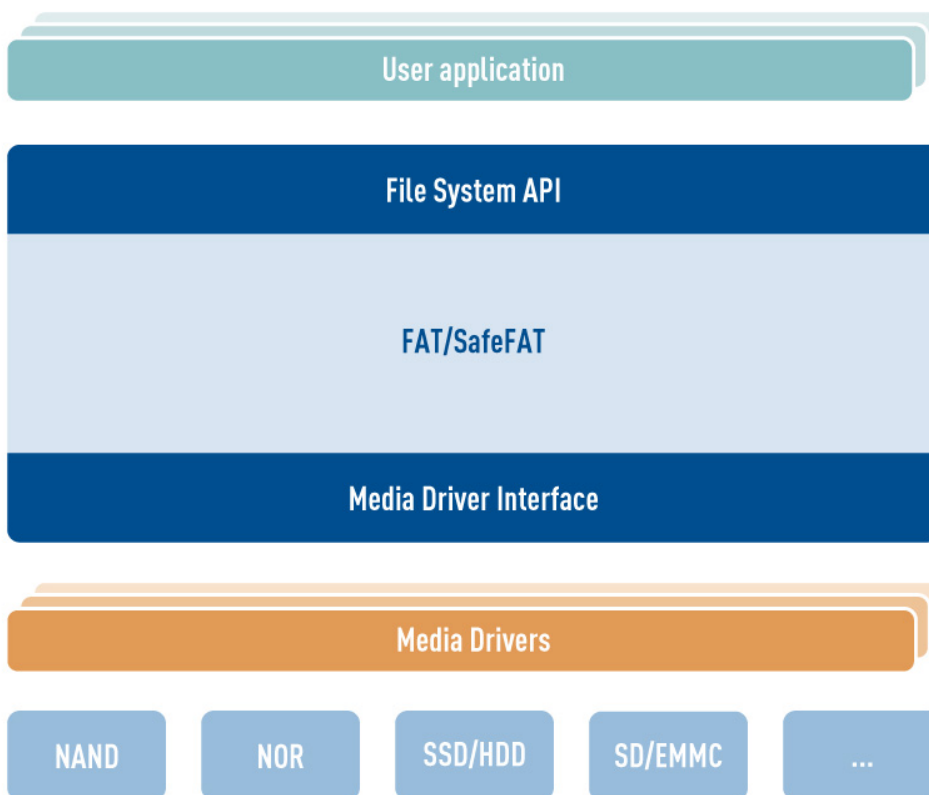 User application
File System API
FAT/SafeFAT
Media Driver Interface
Media Drivers
NAND
NOR
SSD/HDD
SD/EMMC
...